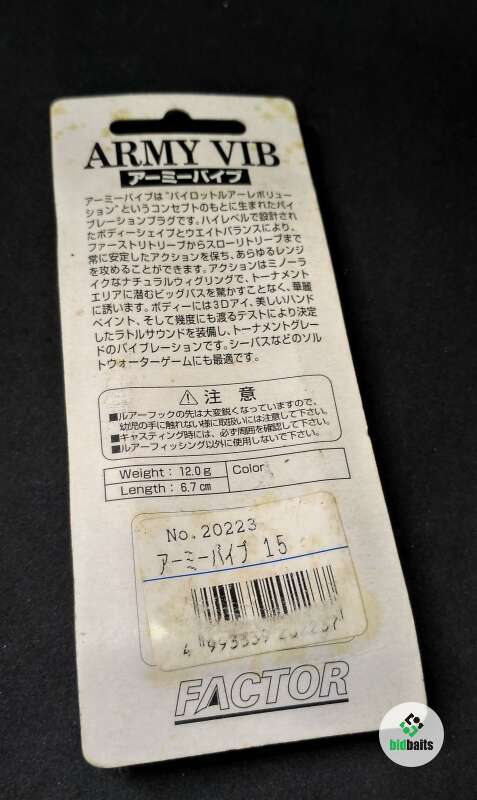 ARMY VIB
アーミーバイブ
アーミーバイブは"パイロットルアーレボリュー
ション"というコンセプトのもとに生まれたバイ
ブレーションプラグです。ハイレベルで設計され
たボディーシェイプとウエイトバランスにより、
ファーストリトリーブからスローリトリーブまで
常に安定したアクションを保ち、あらゆるレンジ
を攻めることができます。アクションはミノーラ
イクなナチュラルウィグリングで、トーナメント
エリアに潜むビッグバスを驚かすことなく、華麗
に誘います。ボディーには3Dアイ、美しいハンド
ペイント、そして幾度にも渡るテストにより決定
したラトルサウンドを装備し、トーナメントグレー
ドのバイブレーションです。シーバスなどのソル
トウォーターゲームにも最適です。
⚠ 注 意
■ルアーフックの先は大変鋭くなっていますので、
幼児の手に触れない様に取扱いには注意して下さい。
■キャスティング時には、必ず周囲を確認して下さい。
■ルアーフィッシング以外に使用しないで下さい。
Weight : 12.0g
Color
Length : 6.7cm
No.20223
アーミーバイブ 15
FACTOR
bidbaits